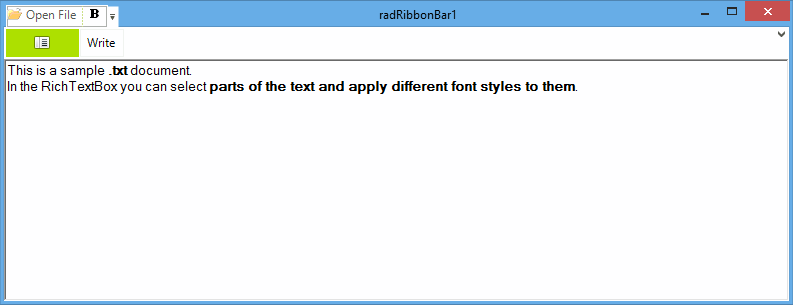 Open File B
radRibbonBar1
Write
This is a sample .txt document.
In the RichTextBox you can select parts of the text and apply different font styles to them.